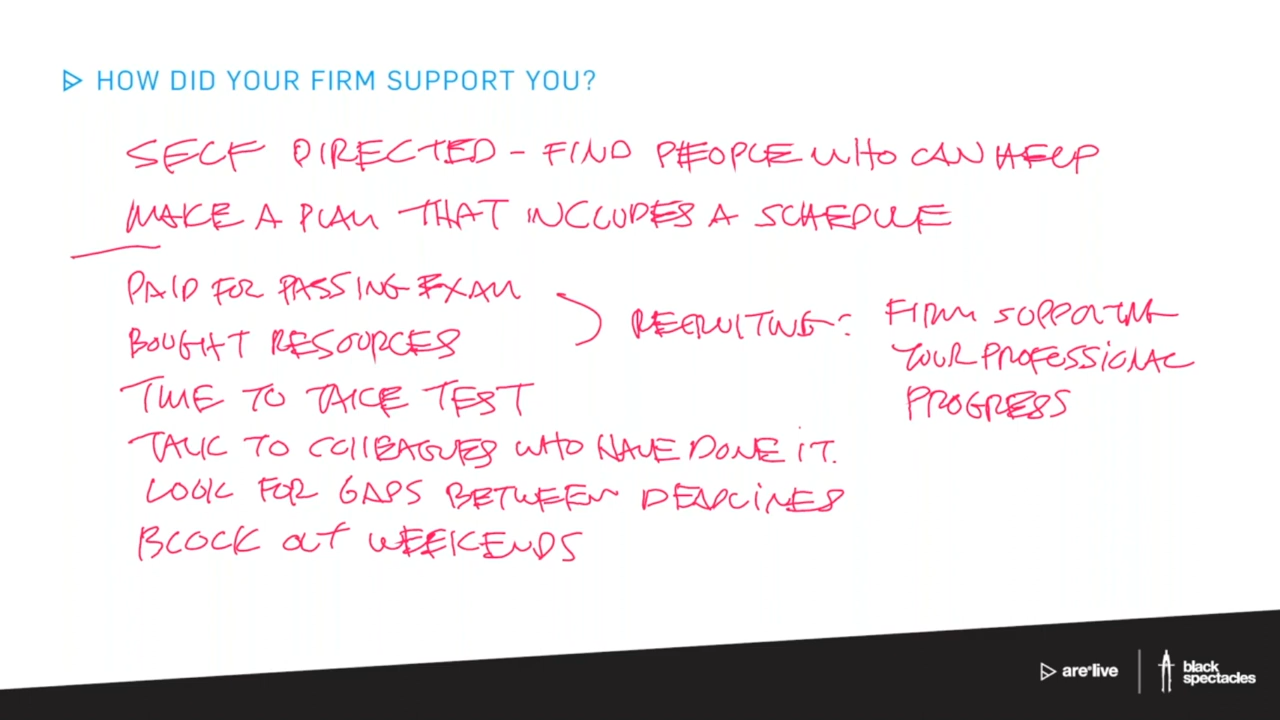 HOW DID YOUR FIRM SUPPORT YOU?
SELF DIRECTED - FIND PEOPLE WHO CAN HELP
MAKE A PLAN THAT INCLUDES A SCHEDULE
PAID FOR PASSING EXAM
BOUGHT RESOURCES
RECRUITING: FIRM SUPPORTING
YOUR PROFESSIONAL
PROGRESS
TIME TO TAKE TEST
TALK TO COLLEAGUES WHO HAVE DONE IT.
LOOK FOR GAPS BETWEEN DEADLINES
BLOCK OUT WEEKENDS
are*live
black
spectacles